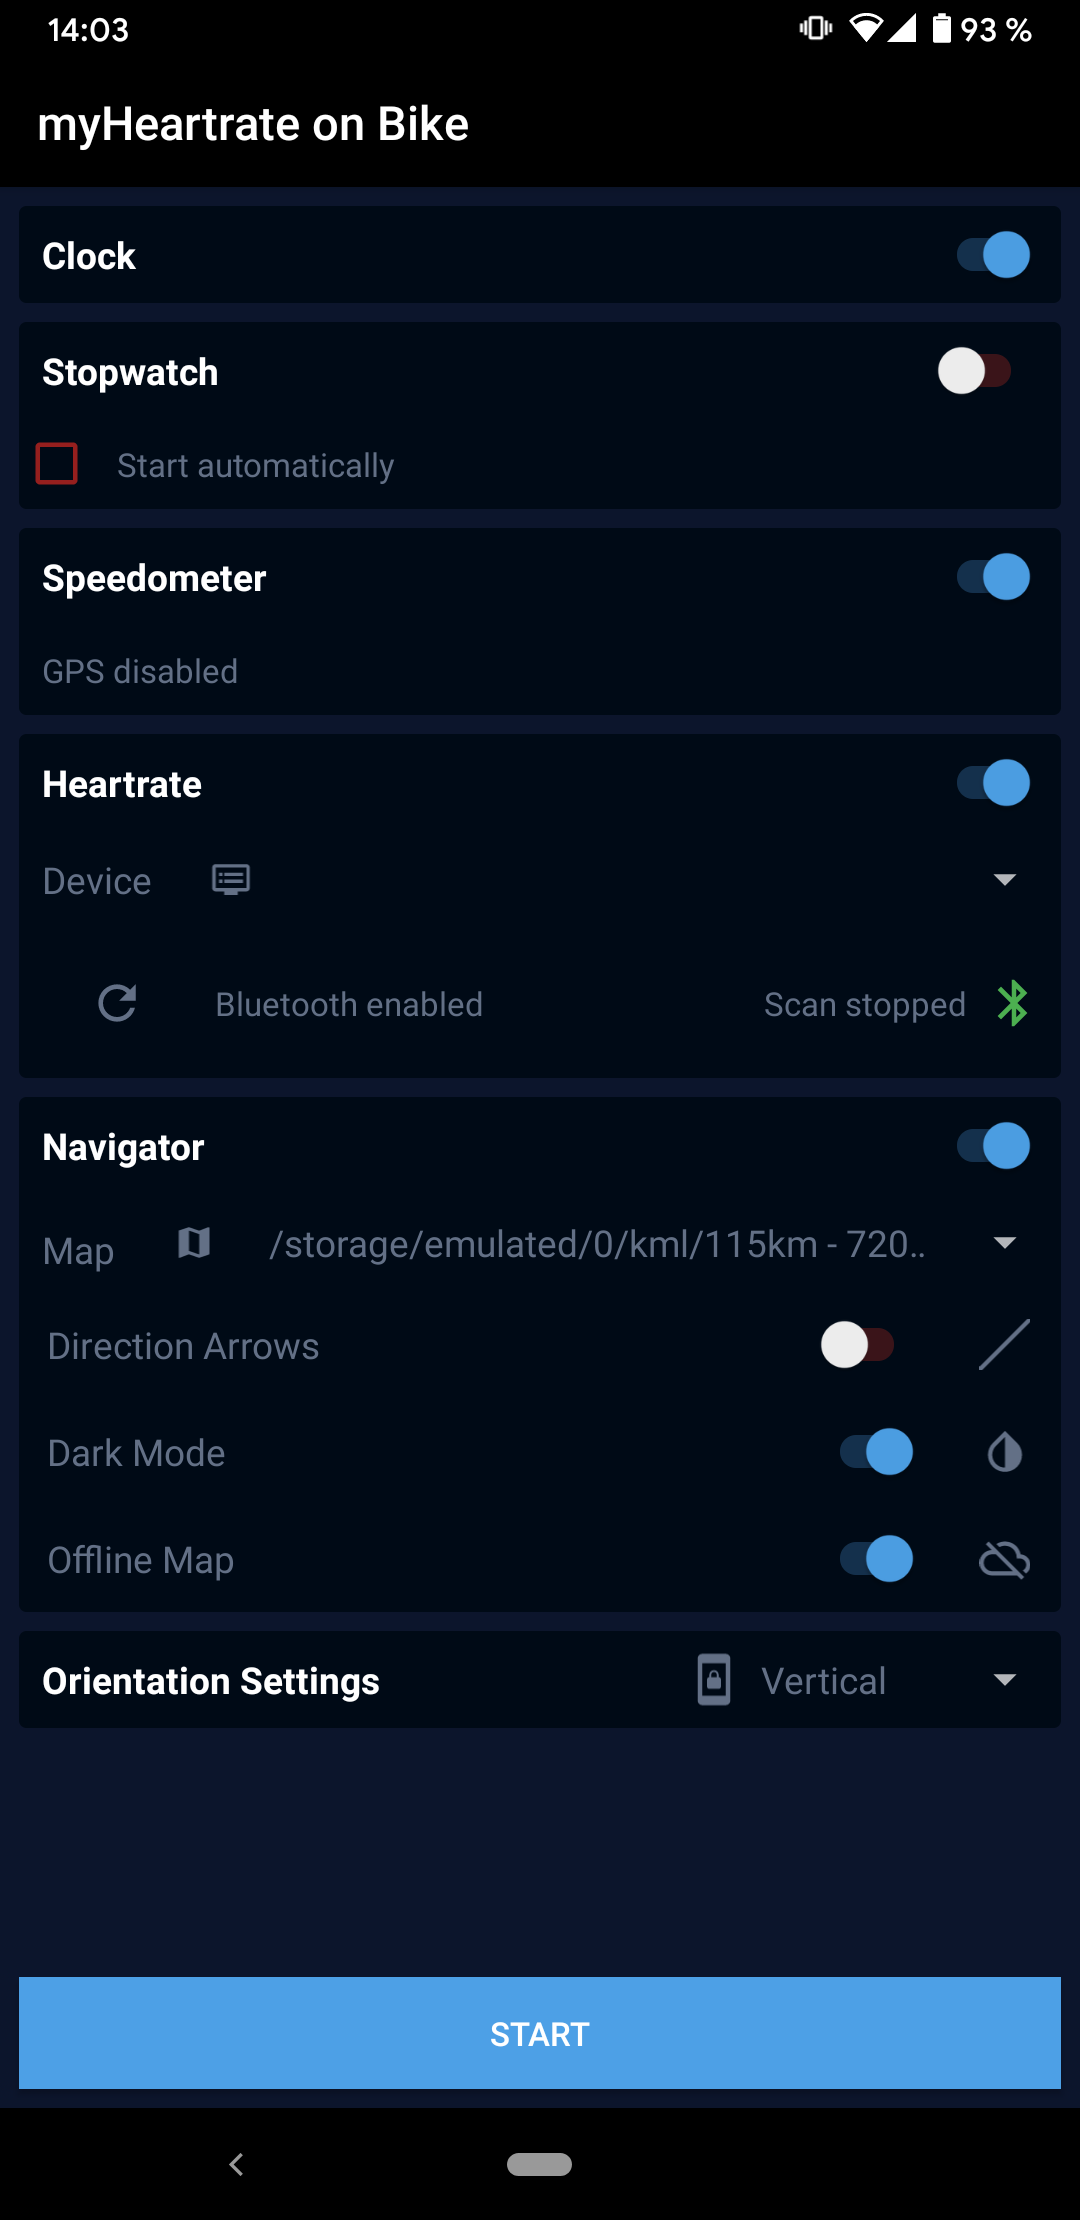 14:03
93 %
myHeartrate on Bike
Clock
Stopwatch
Start automatically
Speedometer
GPS disabled
Heartrate
Device
Bluetooth enabled
Scan stopped
Navigator
Map
/storage/emulated/0/kml/115km - 720..
Direction Arrows
Dark Mode
Offline Map
Orientation Settings
Vertical
START